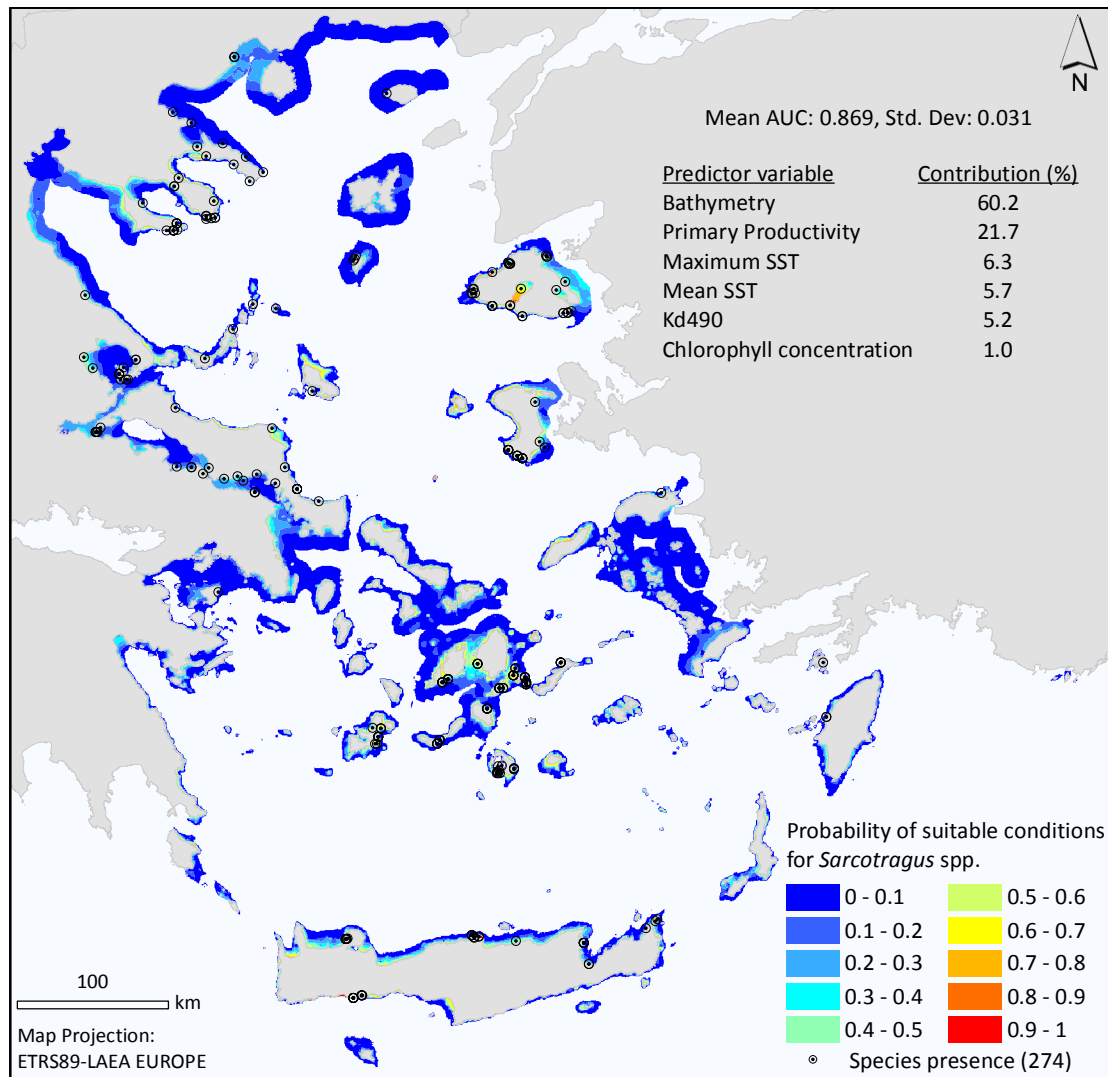 N
Mean AUC: 0.869, Std. Dev: 0.031
Predictor variable Contribution (%)
Bathymetry 60.2
Primary Productivity 21.7
Maximum SST 6.3
Mean SST 5.7
Kd490 5.2
Chlorophyll concentration 1.0
Probability of suitable conditions
for Sarcotragus spp.
0 - 0.1 0.5 - 0.6
0.1 - 0.2 0.6 - 0.7
0.2 - 0.3 0.7 - 0.8
0.3 - 0.4 0.8 - 0.9
0.4 - 0.5 0.9 - 1
Species presence (274)
100
km
Map Projection:
ETRS89-LAEA EUROPE